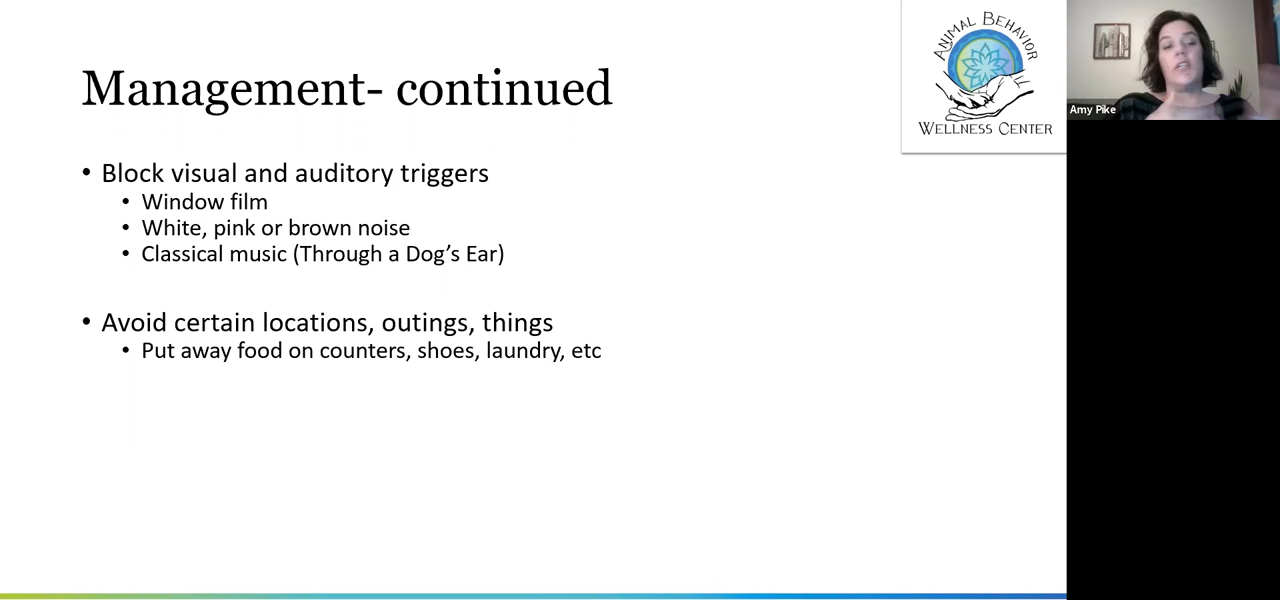 Management- continued
• Block visual and auditory triggers
• Window film
• White, pink or brown noise
• Classical music (Through a Dog's Ear)
• Avoid certain locations, outings, things
• Put away food on counters, shoes, laundry, etc
ANIMAL BEHAVIOR
WELLNESS CENTER
Amy Pike